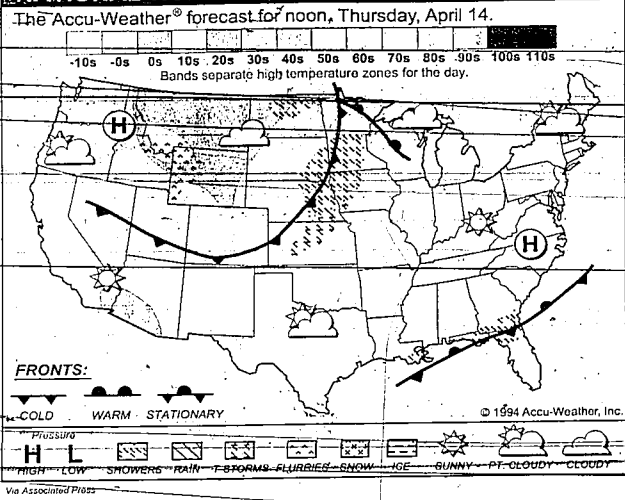 The Accu-Weather® forecast for noon, Thursday, April 14.
-10s -0s 0s 10s 20s 30s 40s 50s 60s 70s 80s 90s 100s 110s
Bands separate high temperature zones for the day.
H
H
FRONTS:
COLD WARM STATIONARY
© 1994 Accu-Weather, Inc.
Pressure
H L
HIGH LOW SHOWERS RAIN T-STORMS FLURRIES SNOW ICE SUNNY PT. CLOUDY CLOUDY
Via Associated Press